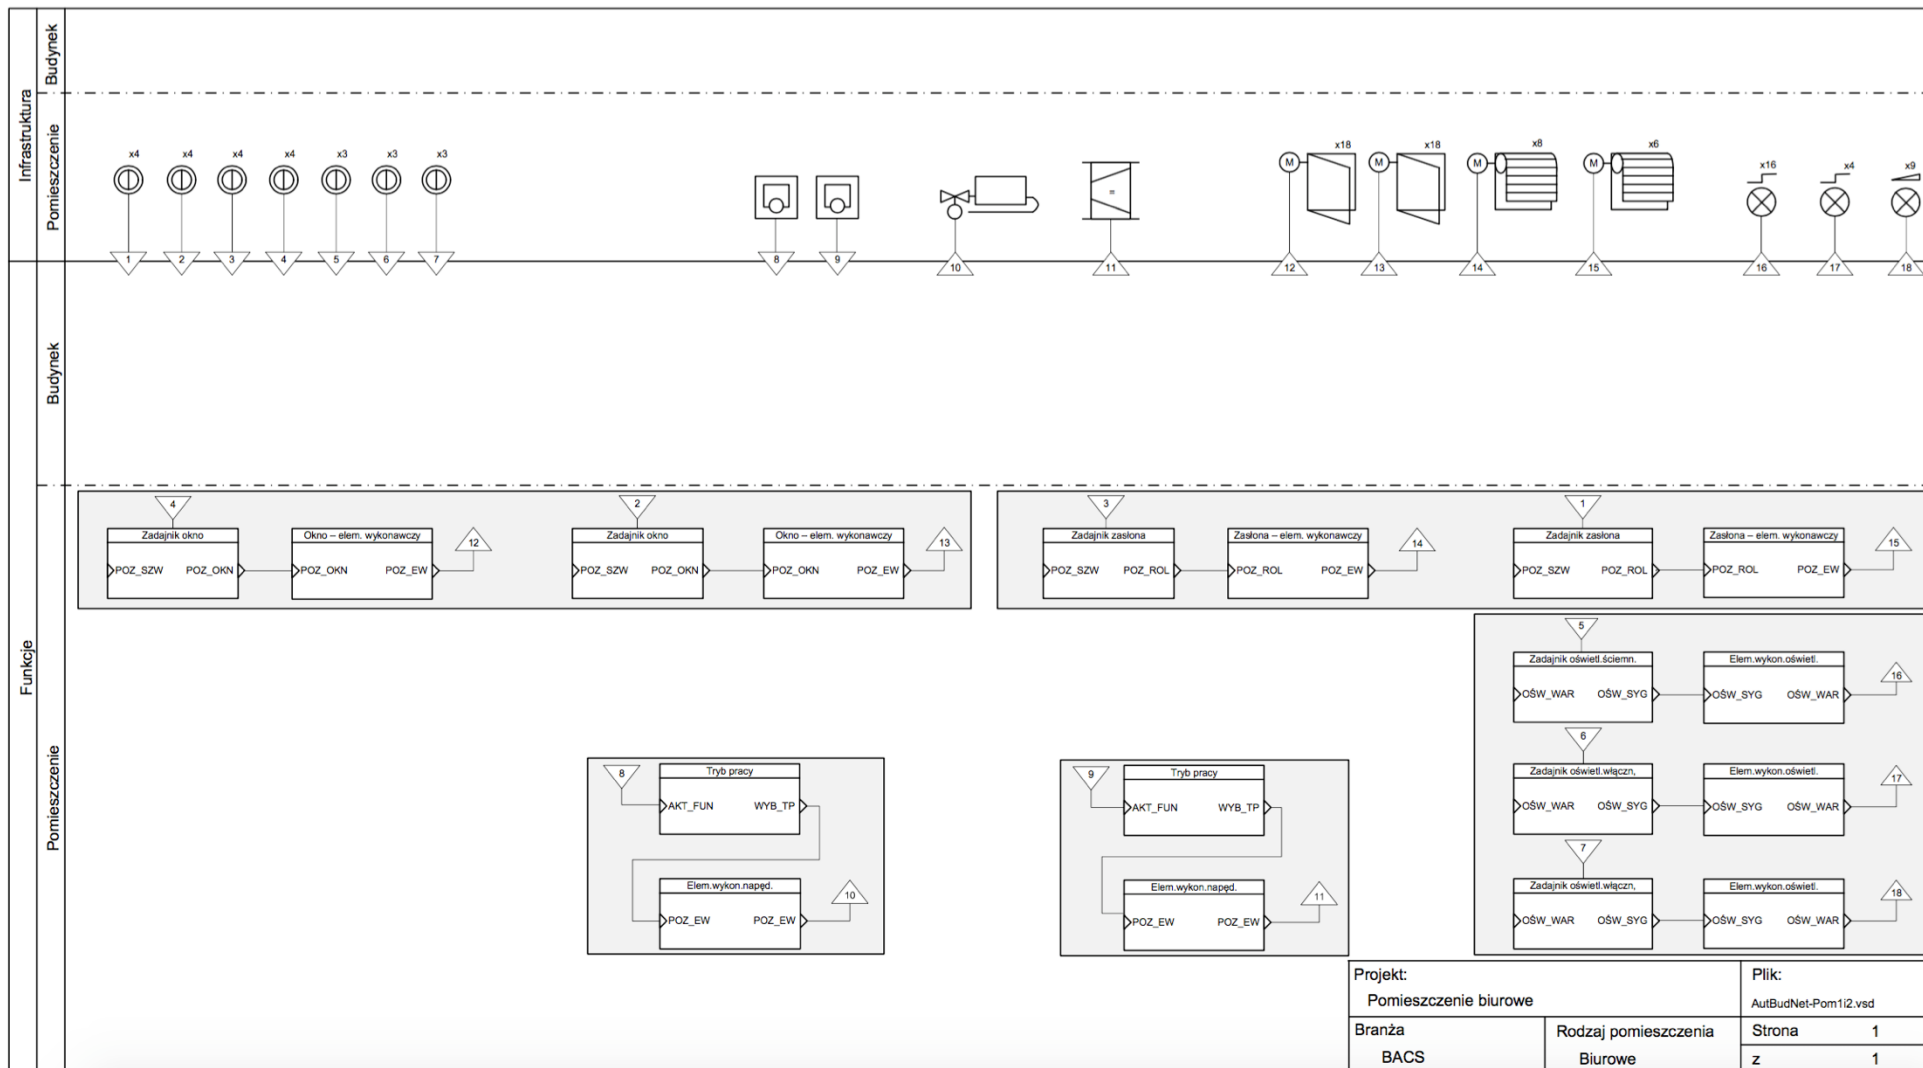 Infrastruktura
Budynek
Pomieszczenie
x4 x4 x4 x4 x3 x3 x3
x18 x18 x8 x6
x16 x4 x9
M M M M
=
1 2 3 4 5 6 7 8 9 10 11 12 13 14 15 16 17 18
Funkcje
Budynek
Pomieszczenie
4 2 3 1
Zadajnik okno
POZ_SZW POZ_OKN
Okno – elem. wykonawczy
POZ_OKN POZ_EW
12
Zadajnik okno
POZ_SZW POZ_OKN
Okno – elem. wykonawczy
POZ_OKN POZ_EW
13
Zadajnik zasłona
POZ_SZW POZ_ROL
Zasłona – elem. wykonawczy
POZ_ROL POZ_EW
14
Zadajnik zasłona
POZ_SZW POZ_ROL
Zasłona – elem. wykonawczy
POZ_ROL POZ_EW
15
5
Zadajnik oświetl.ściemn.
OŚW_WAR OŚW_SYG
Elem.wykon.oświetl.
OŚW_SYG OŚW_WAR
16
6
Zadajnik oświetl.włączn,
OŚW_WAR OŚW_SYG
Elem.wykon.oświetl.
OŚW_SYG OŚW_WAR
17
7
Zadajnik oświetl.włączn,
OŚW_WAR OŚW_SYG
Elem.wykon.oświetl.
OŚW_SYG OŚW_WAR
18
8
Tryb pracy
AKT_FUN WYB_TP
Elem.wykon.napęd.
POZ_EW POZ_EW
10
9
Tryb pracy
AKT_FUN WYB_TP
Elem.wykon.napęd.
POZ_EW POZ_EW
11
Projekt:
Pomieszczenie biurowe
Plik:
AutBudNet-Pom1i2.vsd
Branża
BACS
Rodzaj pomieszczenia
Biurowe
Strona 1
z 1